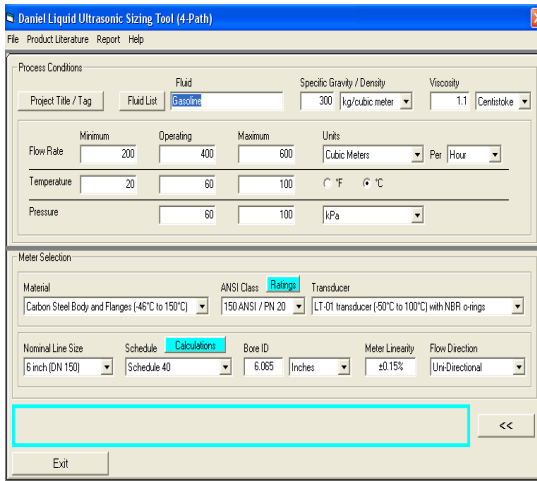 Daniel Liquid Ultrasonic Sizing Tool (4-Path)
File Product Literature Report Help
Process Conditions
Fluid Specific Gravity / Density Viscosity
Project Title / Tag Fluid List Gasoline 300 kg/cubic meter 1.1 Centistoke
Minimum Operating Maximum Units
Flow Rate 200 400 600 Cubic Meters Per Hour
Temperature 20 60 100 °F °C
Pressure 60 100 kPa
Meter Selection
Material ANSI Class Ratings Transducer
Carbon Steel Body and Flanges (-46°C to 150°C) 150 ANSI / PN 20 LT-01 transducer (-50°C to 100°C) with NBR o-rings
Nominal Line Size Schedule Calculations Bore ID Meter Linearity Flow Direction
6 inch (DN 150) Schedule 40 6.065 Inches ±0.15% Uni-Directional
<<
Exit